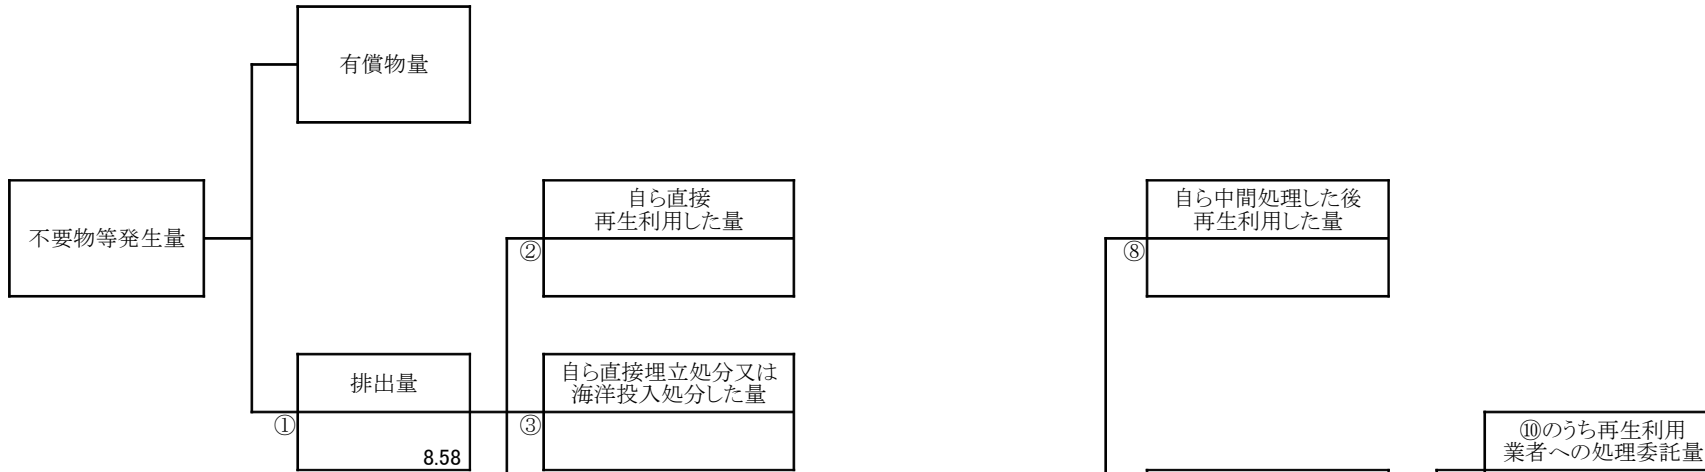 有償物量
不要物等発生量
自ら直接
再生利用した量
②
自ら中間処理した後
再生利用した量
⑧
排出量
①
8.58
自ら直接埋立処分又は
海洋投入処分した量
③
⑩のうち再生利用
業者への処理委託量